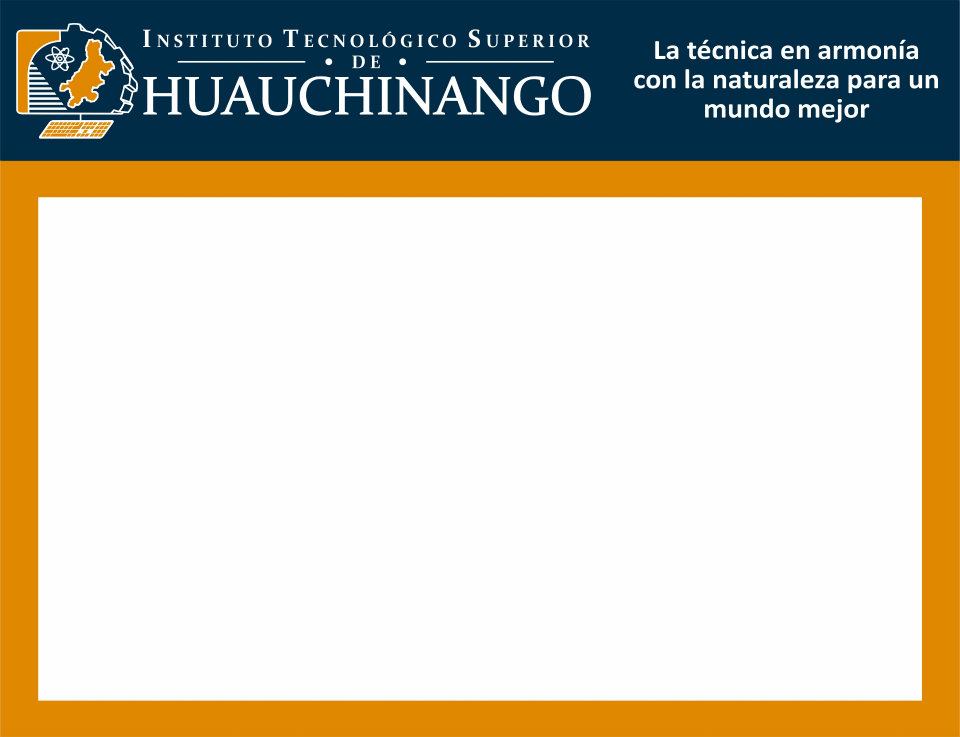 INSTITUTO TECNOLÓGICO SUPERIOR
• DE •
HUAUCHINANGO
La técnica en armonía
con la naturaleza para un
mundo mejor